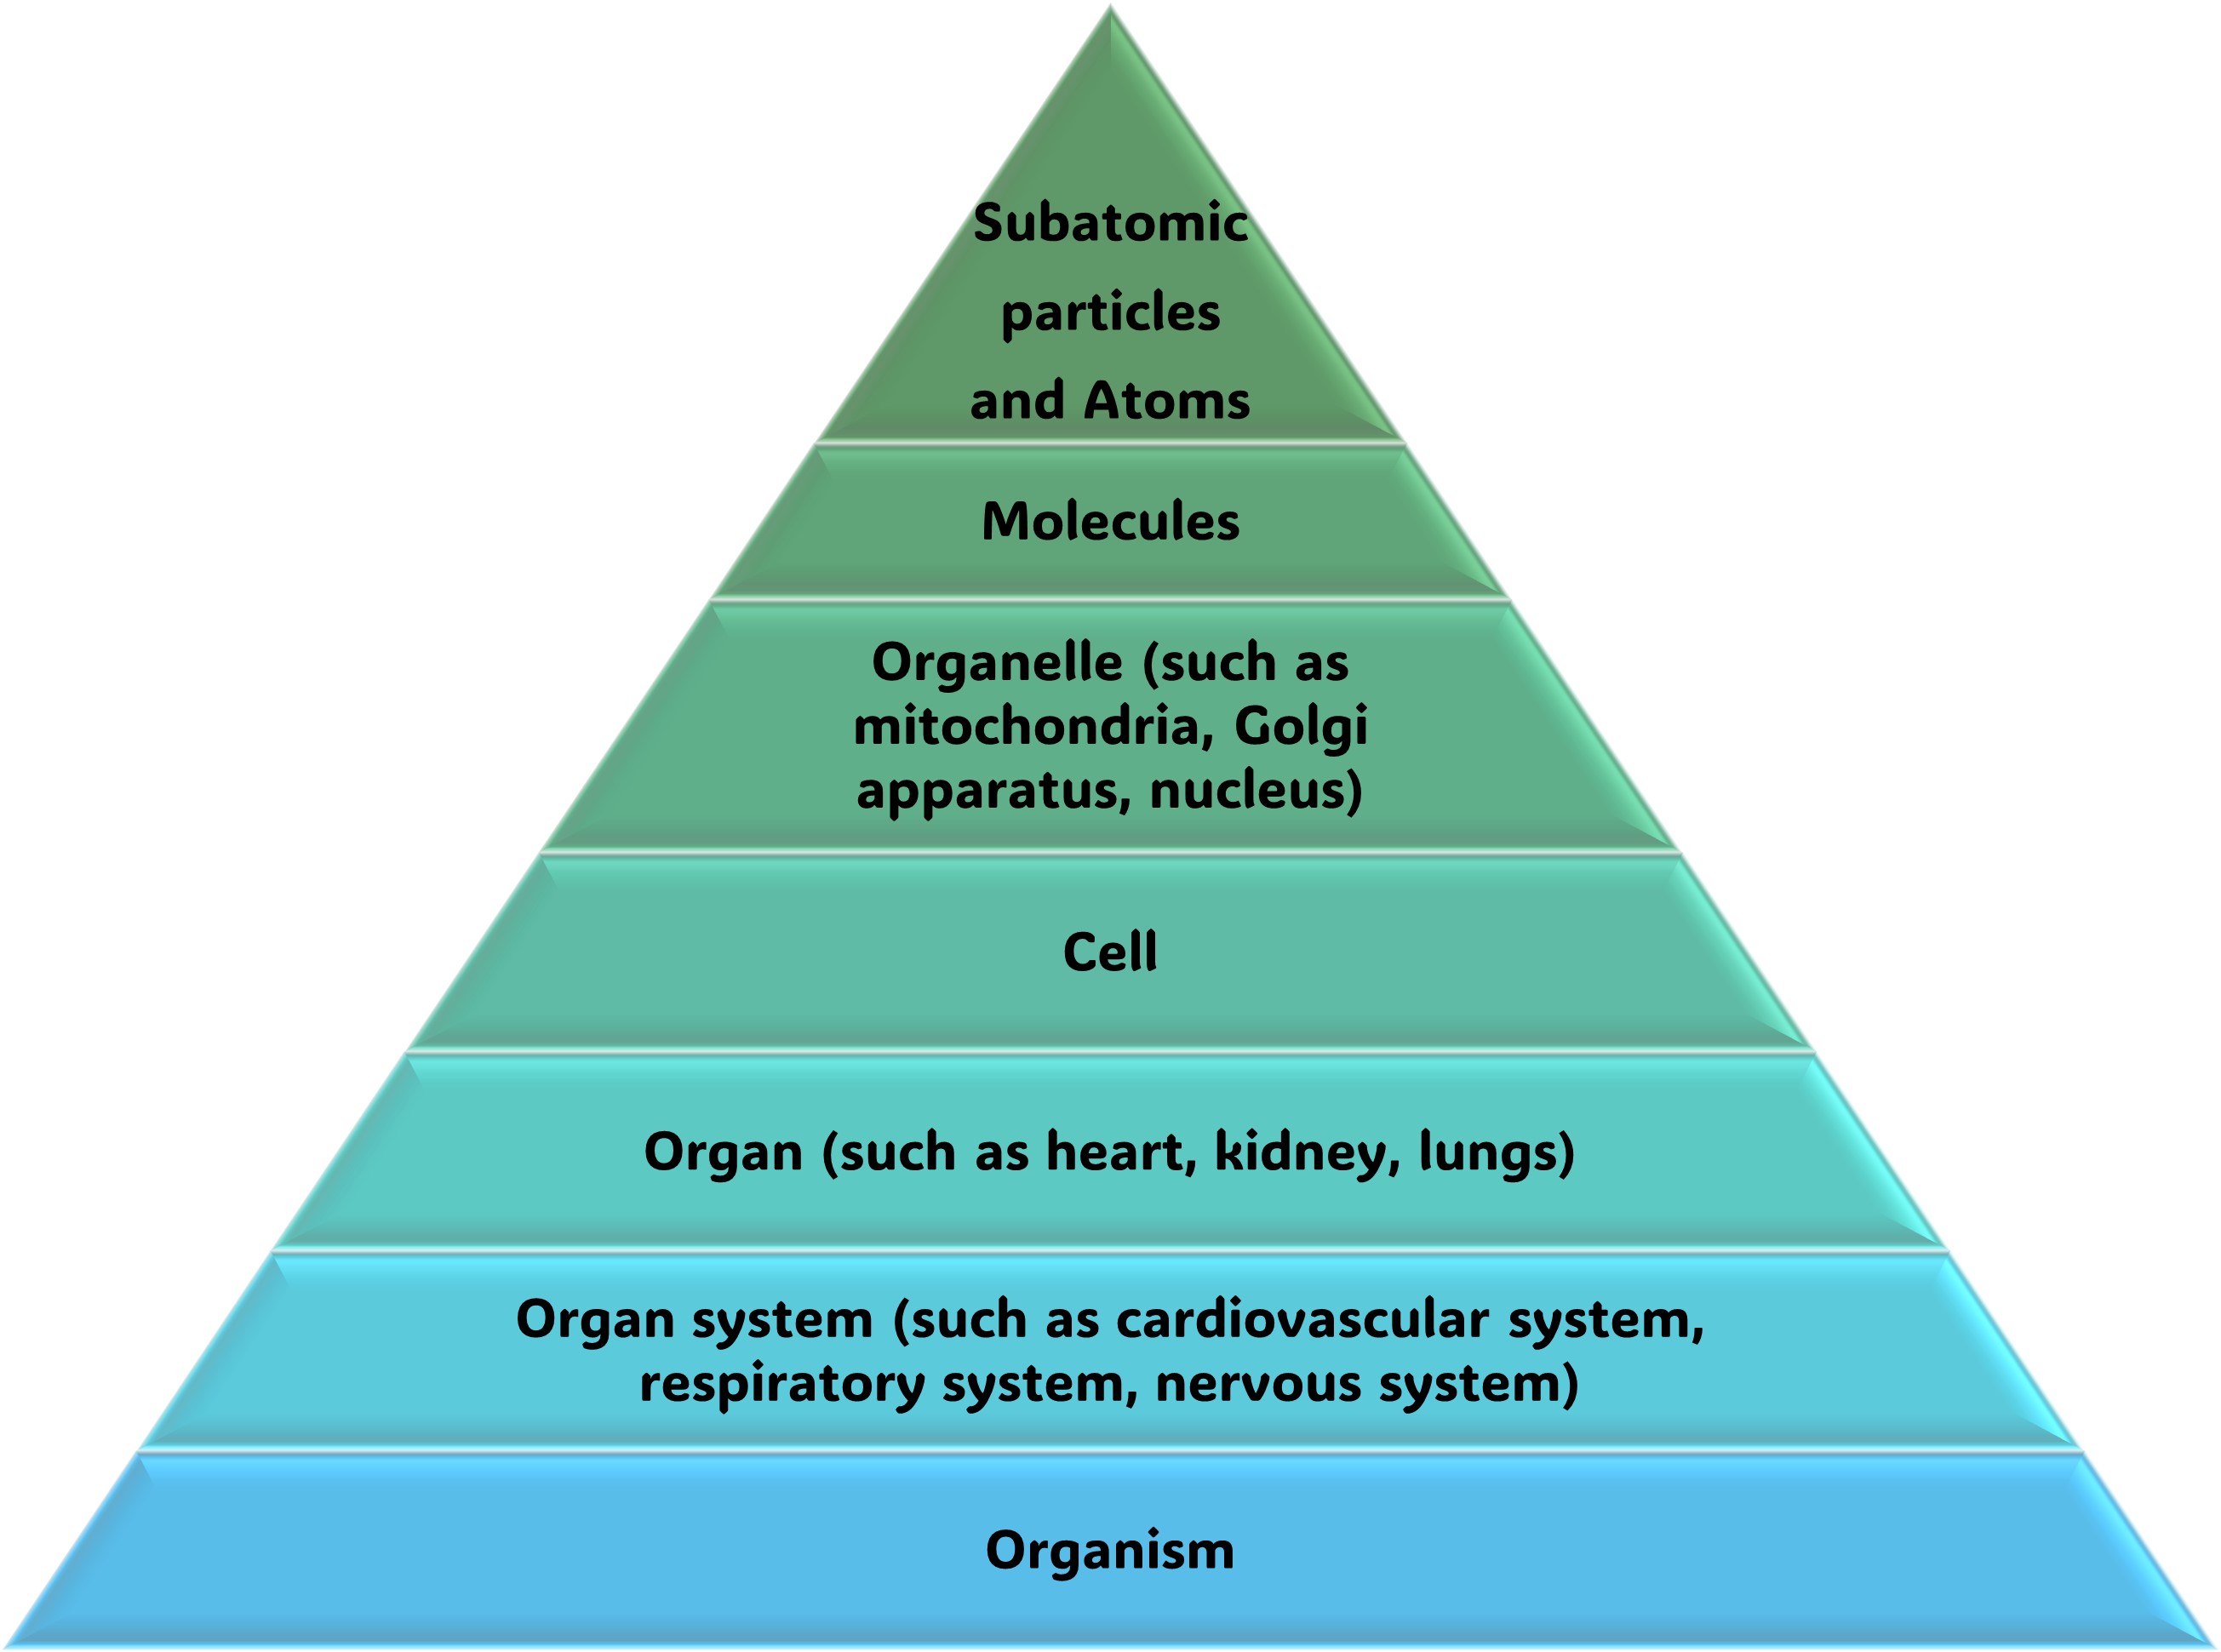 Subatomic
particles
and Atoms
Molecules
Organelle (such as
mitochondria, Golgi
apparatus, nucleus)
Cell
Organ (such as heart, kidney, lungs)
Organ system (such as cardiovascular system,
respiratory system, nervous system)
Organism